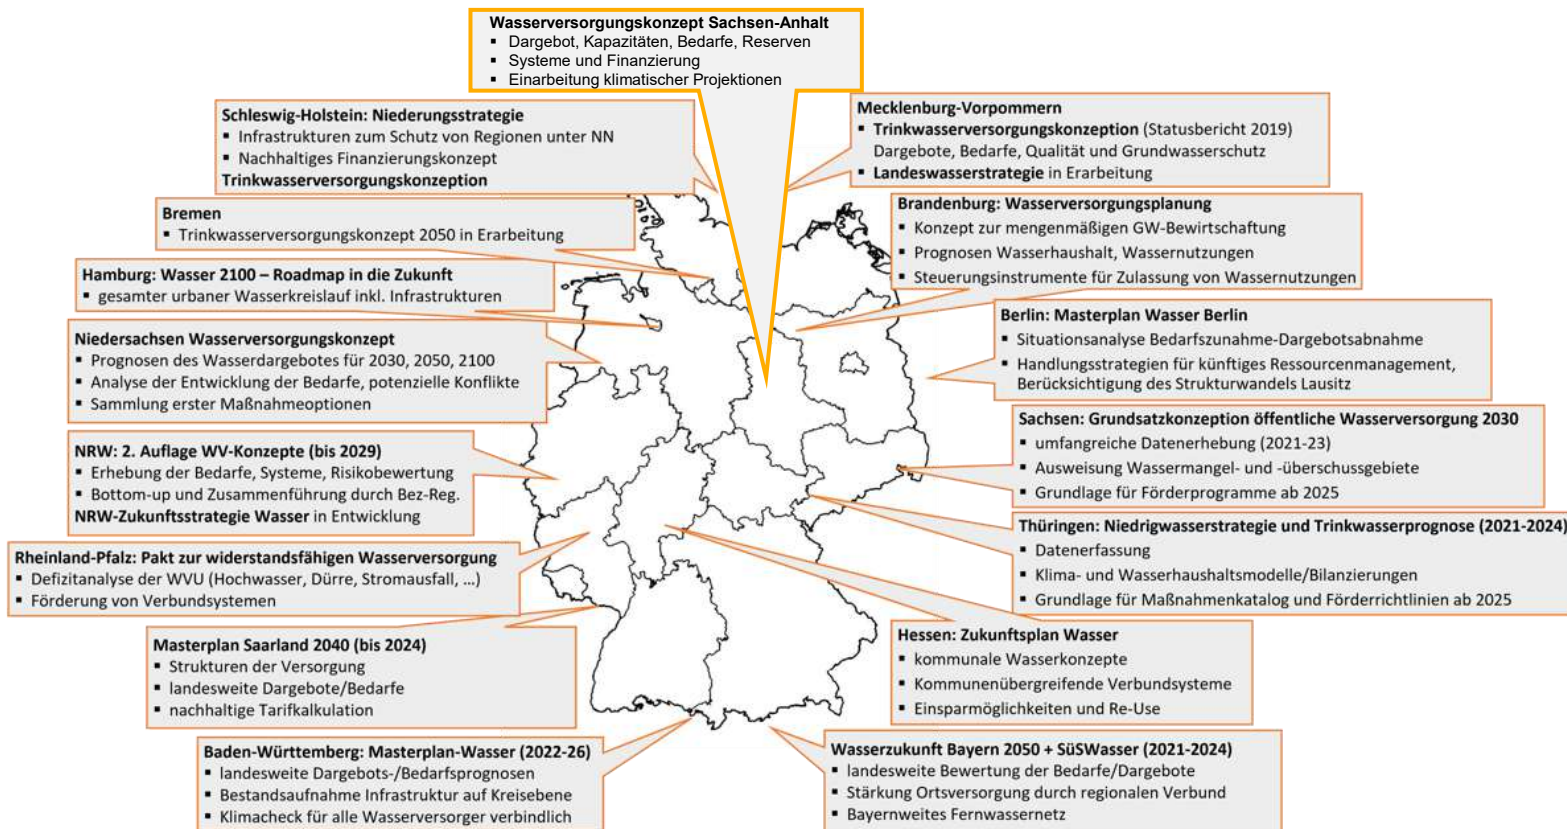 Wasserversorgungskonzept Sachsen-Anhalt
▪ Dargebot, Kapazitäten, Bedarfe, Reserven
▪ Systeme und Finanzierung
▪ Einarbeitung klimatischer Projektionen
Schleswig-Holstein: Niederungsstrategie
▪ Infrastrukturen zum Schutz von Regionen unter NN
▪ Nachhaltiges Finanzierungskonzept
Trinkwasserversorgungskonzeption
Mecklenburg-Vorpommern
▪ Trinkwasserversorgungskonzeption (Statusbericht 2019)
Dargebote, Bedarfe, Qualität und Grundwasserschutz
▪ Landeswasserstrategie in Erarbeitung
Bremen
▪ Trinkwasserversorgungskonzept 2050 in Erarbeitung
Brandenburg: Wasserversorgungsplanung
▪ Konzept zur mengenmäßigen GW-Bewirtschaftung
▪ Prognosen Wasserhaushalt, Wassernutzungen
▪ Steuerungsinstrumente für Zulassung von Wassernutzungen
Hamburg: Wasser 2100 – Roadmap in die Zukunft
▪ gesamter urbaner Wasserkreislauf inkl. Infrastrukturen
Berlin: Masterplan Wasser Berlin
▪ Situationsanalyse Bedarfszunahme-Dargebotsabnahme
▪ Handlungsstrategien für künftiges Ressourcenmanagement,
Berücksichtigung des Strukturwandels Lausitz
Niedersachsen Wasserversorgungskonzept
▪ Prognosen des Wasserdargebotes für 2030, 2050, 2100
▪ Analyse der Entwicklung der Bedarfe, potenzielle Konflikte
▪ Sammlung erster Maßnahmeoptionen
Sachsen: Grundsatzkonzeption öffentliche Wasserversorgung 2030
▪ umfangreiche Datenerhebung (2021-23)
▪ Ausweisung Wassermangel- und -überschussgebiete
▪ Grundlage für Förderprogramme ab 2025
NRW: 2. Auflage WV-Konzepte (bis 2029)
▪ Erhebung der Bedarfe, Systeme, Risikobewertung
▪ Bottom-up und Zusammenführung durch Bez-Reg.
NRW-Zukunftsstrategie Wasser in Entwicklung
Thüringen: Niedrigwasserstrategie und Trinkwasserprognose (2021-2024)
▪ Datenerfassung
▪ Klima- und Wasserhaushaltsmodelle/Bilanzierungen
▪ Grundlage für Maßnahmenkatalog und Förderrichtlinien ab 2025
Rheinland-Pfalz: Pakt zur widerstandsfähigen Wasserversorgung
▪ Defizitanalyse der WVU (Hochwasser, Dürre, Stromausfall, ...)
▪ Förderung von Verbundsystemen
Masterplan Saarland 2040 (bis 2024)
▪ Strukturen der Versorgung
▪ landesweite Dargebote/Bedarfe
▪ nachhaltige Tarifkalkulation
Hessen: Zukunftsplan Wasser
▪ kommunale Wasserkonzepte
▪ Kommunenübergreifende Verbundsysteme
▪ Einsparmöglichkeiten und Re-Use
Baden-Württemberg: Masterplan-Wasser (2022-26)
▪ landesweite Dargebots-/Bedarfsprognosen
▪ Bestandsaufnahme Infrastruktur auf Kreisebene
▪ Klimacheck für alle Wasserversorger verbindlich
Wasserzukunft Bayern 2050 + SüSWasser (2021-2024)
▪ landesweite Bewertung der Bedarfe/Dargebote
▪ Stärkung Ortsversorgung durch regionalen Verbund
▪ Bayernweites Fernwassernetz